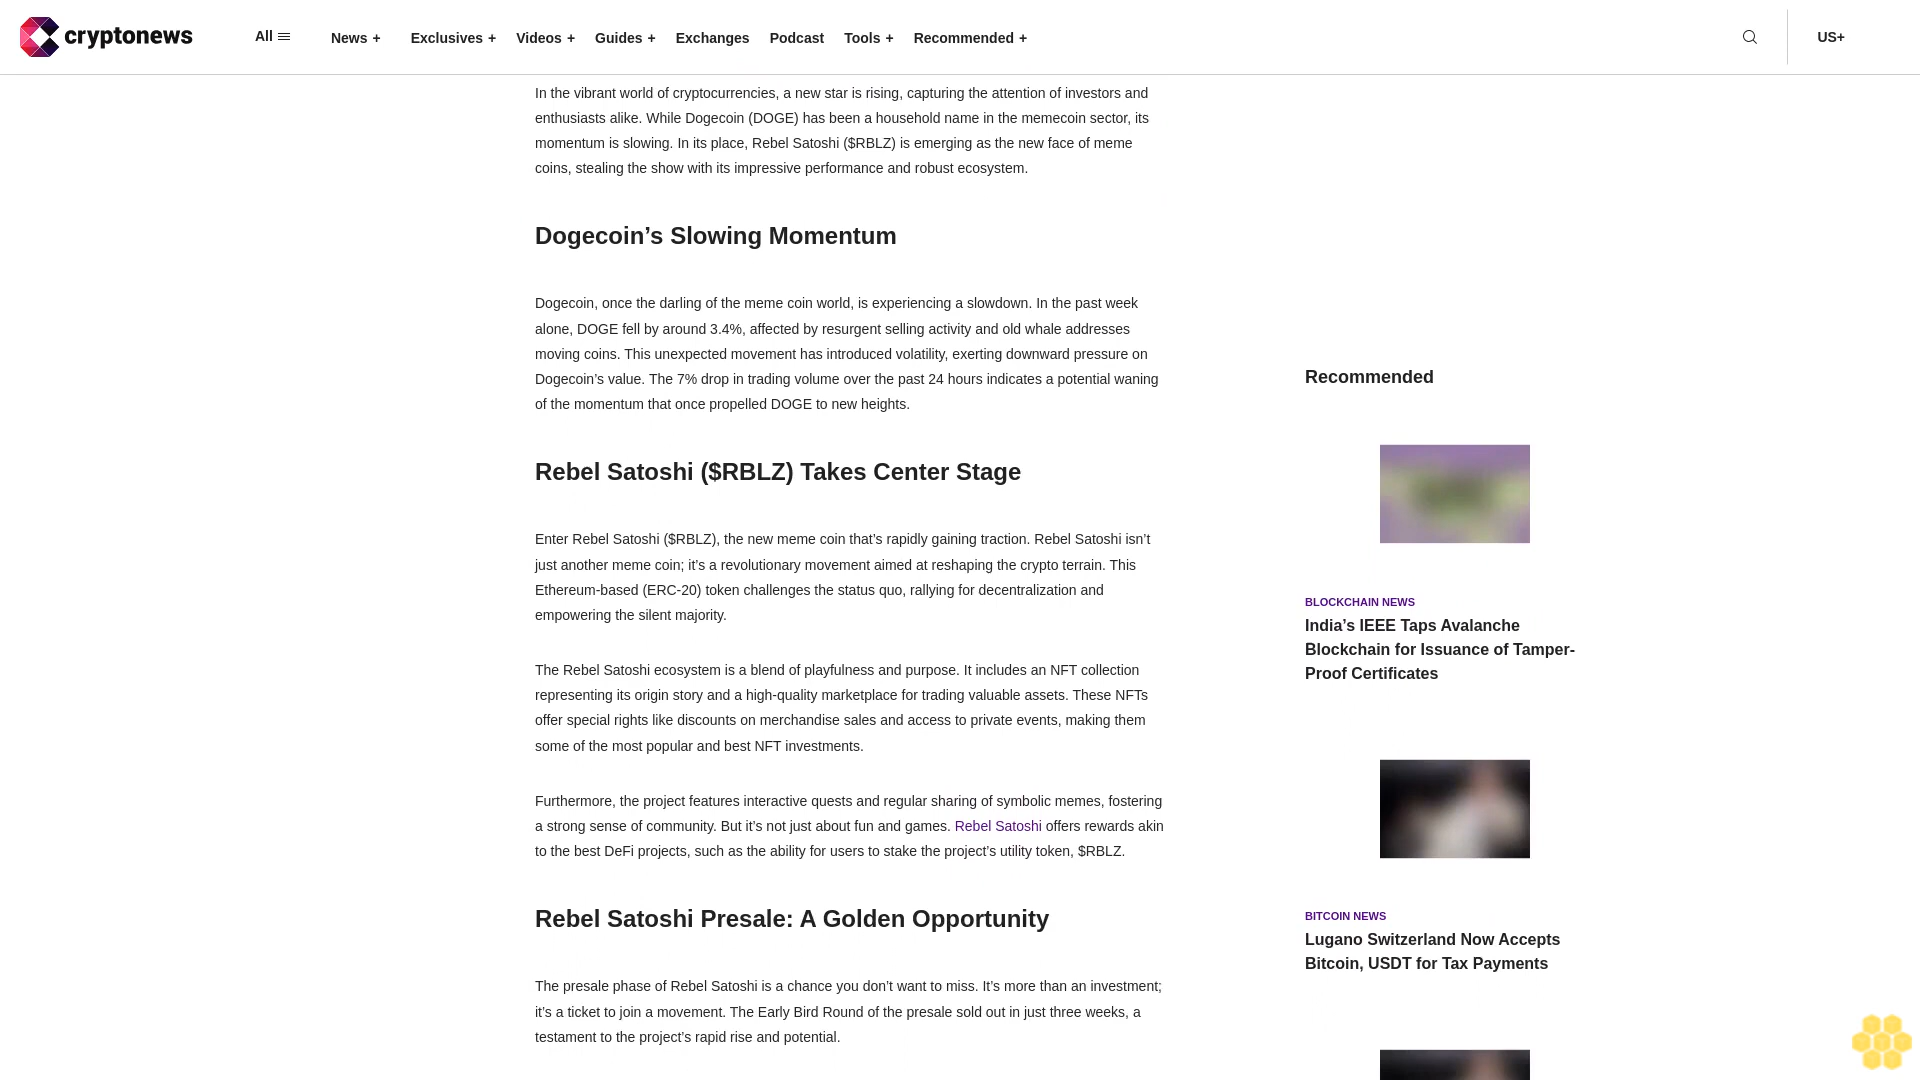 cryptonews
All
News +
Exclusives +
Videos +
Guides +
Exchanges
Podcast
Tools +
Recommended +
US+
In the vibrant world of cryptocurrencies, a new star is rising, capturing the attention of investors and
enthusiasts alike. While Dogecoin (DOGE) has been a household name in the memecoin sector, its
momentum is slowing. In its place, Rebel Satoshi ($RBLZ) is emerging as the new face of meme
coins, stealing the show with its impressive performance and robust ecosystem.
Dogecoin’s Slowing Momentum
Dogecoin, once the darling of the meme coin world, is experiencing a slowdown. In the past week
alone, DOGE fell by around 3.4%, affected by resurgent selling activity and old whale addresses
moving coins. This unexpected movement has introduced volatility, exerting downward pressure on
Dogecoin’s value. The 7% drop in trading volume over the past 24 hours indicates a potential waning
of the momentum that once propelled DOGE to new heights.
Rebel Satoshi ($RBLZ) Takes Center Stage
Enter Rebel Satoshi ($RBLZ), the new meme coin that’s rapidly gaining traction. Rebel Satoshi isn’t
just another meme coin; it’s a revolutionary movement aimed at reshaping the crypto terrain. This
Ethereum-based (ERC-20) token challenges the status quo, rallying for decentralization and
empowering the silent majority.
The Rebel Satoshi ecosystem is a blend of playfulness and purpose. It includes an NFT collection
representing its origin story and a high-quality marketplace for trading valuable assets. These NFTs
offer special rights like discounts on merchandise sales and access to private events, making them
some of the most popular and best NFT investments.
Furthermore, the project features interactive quests and regular sharing of symbolic memes, fostering
a strong sense of community. But it’s not just about fun and games. Rebel Satoshi offers rewards akin
to the best DeFi projects, such as the ability for users to stake the project’s utility token, $RBLZ.
Rebel Satoshi Presale: A Golden Opportunity
The presale phase of Rebel Satoshi is a chance you don’t want to miss. It’s more than an investment;
it’s a ticket to join a movement. The Early Bird Round of the presale sold out in just three weeks, a
testament to the project’s rapid rise and potential.
Recommended
BLOCKCHAIN NEWS
India’s IEEE Taps Avalanche
Blockchain for Issuance of Tamper-
Proof Certificates
BITCOIN NEWS
Lugano Switzerland Now Accepts
Bitcoin, USDT for Tax Payments